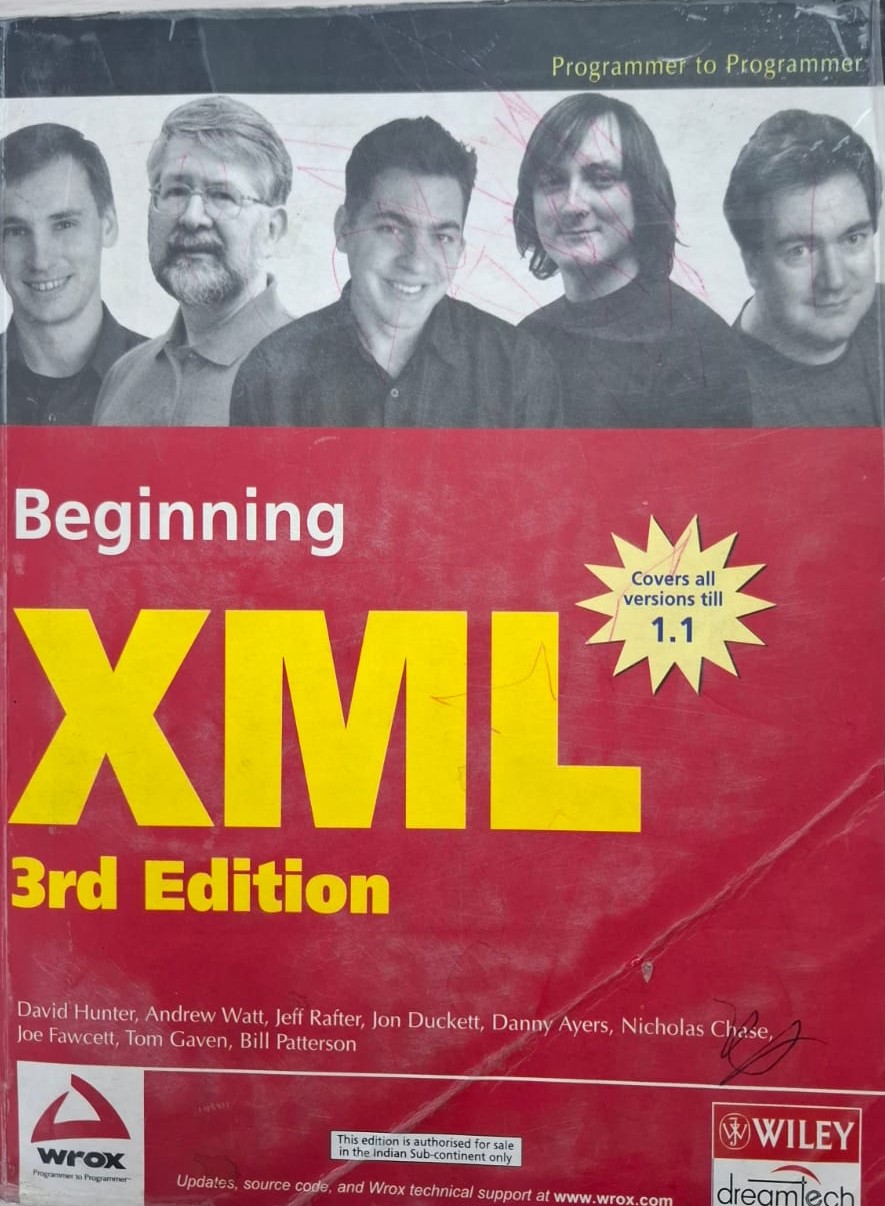 Programmer to Programmer
Beginning
XML
3rd Edition
Covers all
versions till
1.1
David Hunter, Andrew Watt, Jeff Rafter, Jon Duckett, Danny Ayers, Nicholas Chase,
Joe Fawcett, Tom Gaven, Bill Patterson
wrox
Programmer to Programmer™
This edition is authorised for sale
in the Indian Sub-continent only
Updates, source code, and Wrox technical support at www.wrox.com
WILEY
dreamtech